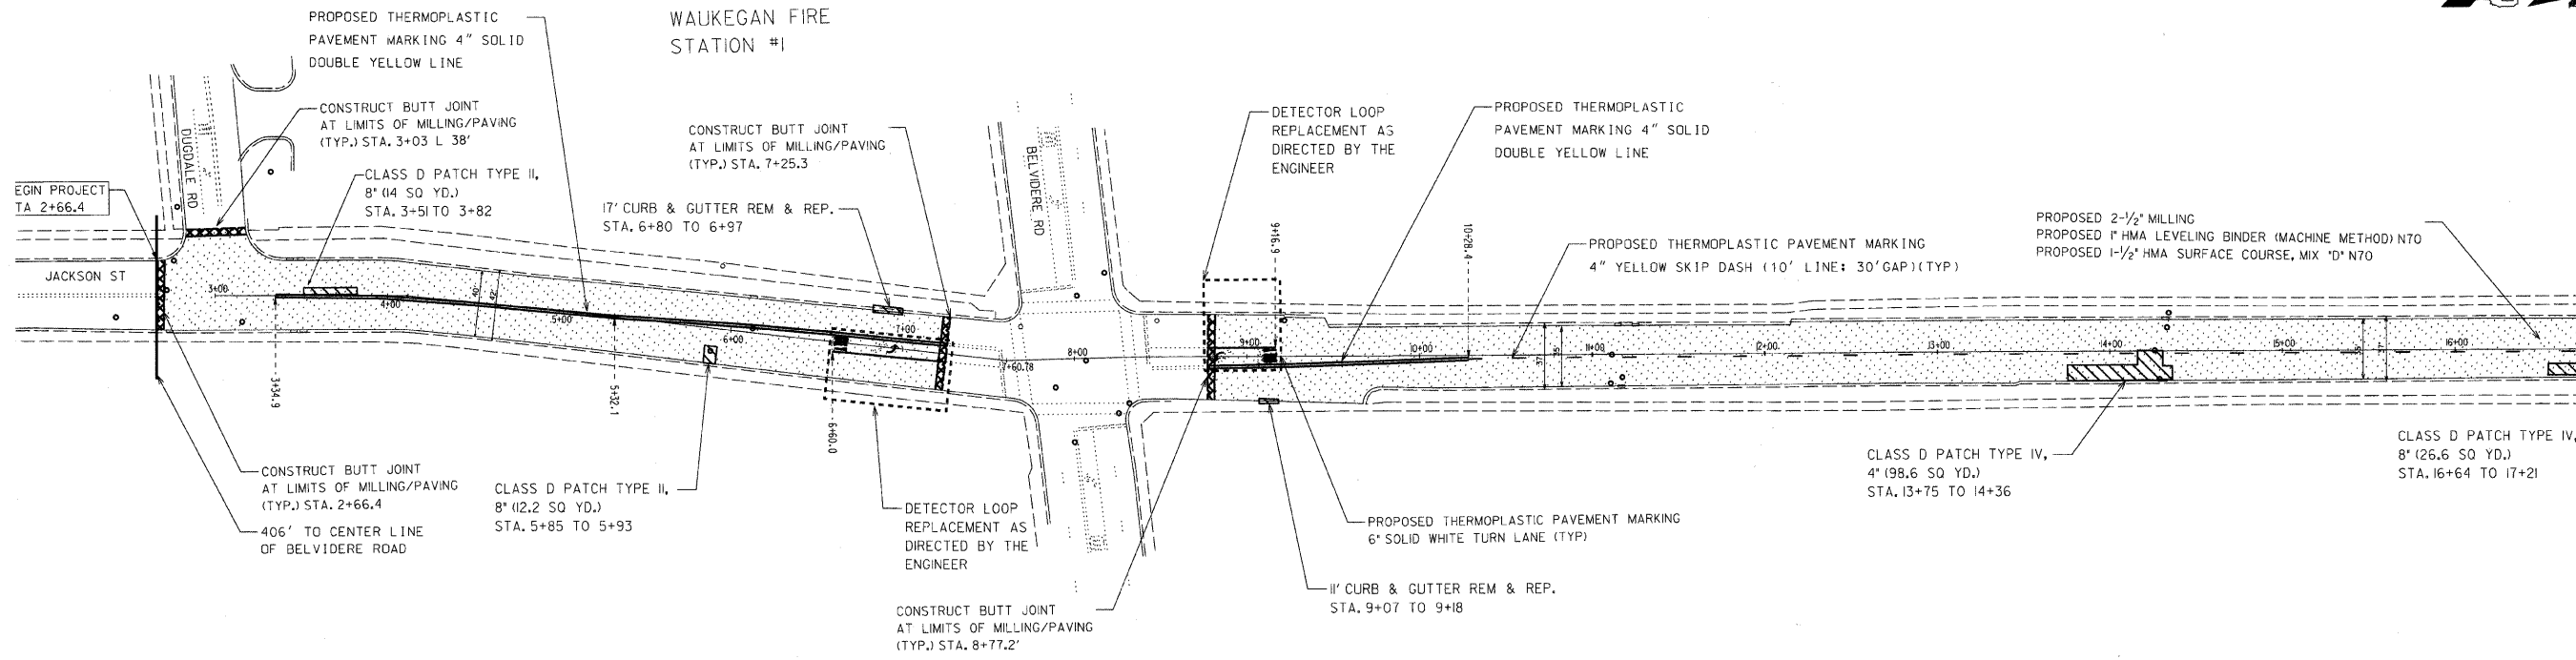 WAUKEGAN FIRE
STATION #1
PROPOSED THERMOPLASTIC
PAVEMENT MARKING 4" SOLID
DOUBLE YELLOW LINE
CONSTRUCT BUTT JOINT
AT LIMITS OF MILLING/PAVING
(TYP.) STA. 3+03 L 38'
CLASS D PATCH TYPE II,
8" (14 SQ YD.)
STA. 3+51 TO 3+82
EGIN PROJECT
TA 2+66.4
DUGDALE RD
JACKSON ST
17' CURB & GUTTER REM & REP.
STA. 6+80 TO 6+97
CONSTRUCT BUTT JOINT
AT LIMITS OF MILLING/PAVING
(TYP.) STA. 7+25.3
BELVIDERE RD
DETECTOR LOOP
REPLACEMENT AS
DIRECTED BY THE
ENGINEER
PROPOSED THERMOPLASTIC
PAVEMENT MARKING 4" SOLID
DOUBLE YELLOW LINE
9+16.9
10+28.4
PROPOSED THERMOPLASTIC PAVEMENT MARKING
4" YELLOW SKIP DASH (10' LINE: 30'GAP)(TYP)
PROPOSED 2-1/2" MILLING
PROPOSED 1" HMA LEVELING BINDER (MACHINE METHOD) N70
PROPOSED 1-1/2" HMA SURFACE COURSE, MIX "D" N70
3+00
4+00
40'
42'
5+00
6+00
7+00
7+60.78
8+00
9+00
10+00
11+00
37'
35'
12+00
13+00
14+00
15+00
35'
37'
16+00
3+34.9
5+32.1
6+60.0
CONSTRUCT BUTT JOINT
AT LIMITS OF MILLING/PAVING
(TYP.) STA. 2+66.4
406' TO CENTER LINE
OF BELVIDERE ROAD
CLASS D PATCH TYPE II,
8" (12.2 SQ YD.)
STA. 5+85 TO 5+93
DETECTOR LOOP
REPLACEMENT AS
DIRECTED BY THE
ENGINEER
CONSTRUCT BUTT JOINT
AT LIMITS OF MILLING/PAVING
(TYP.) STA. 8+77.2'
PROPOSED THERMOPLASTIC PAVEMENT MARKING
6" SOLID WHITE TURN LANE (TYP)
11' CURB & GUTTER REM & REP.
STA. 9+07 TO 9+18
CLASS D PATCH TYPE IV,
4" (98.6 SQ YD.)
STA. 13+75 TO 14+36
CLASS D PATCH TYPE IV,
8" (26.6 SQ YD.)
STA. 16+64 TO 17+21